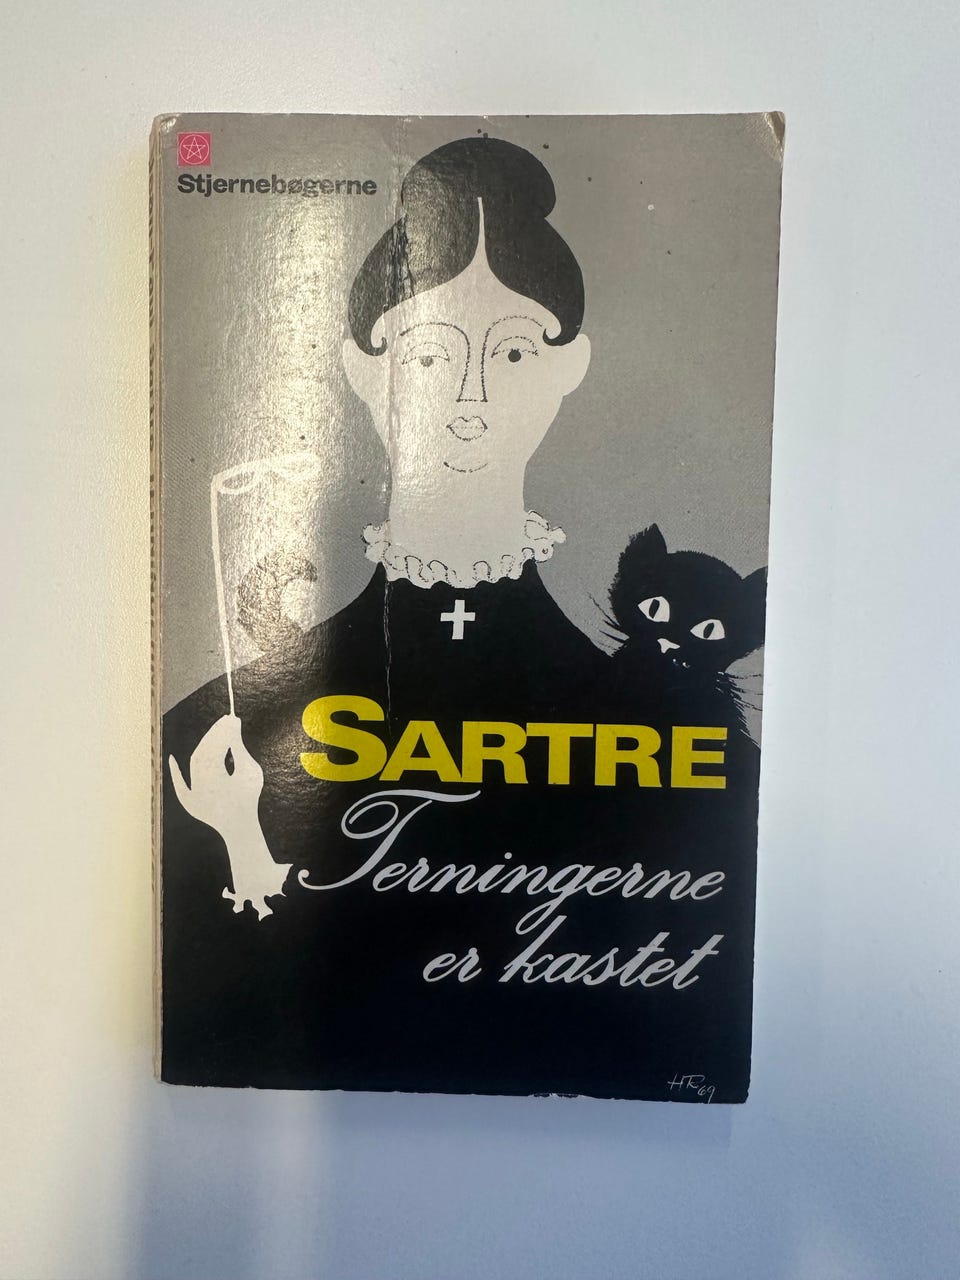 Stjernebøgerne
SARTRE
Terningerne
er kastet
HR 69